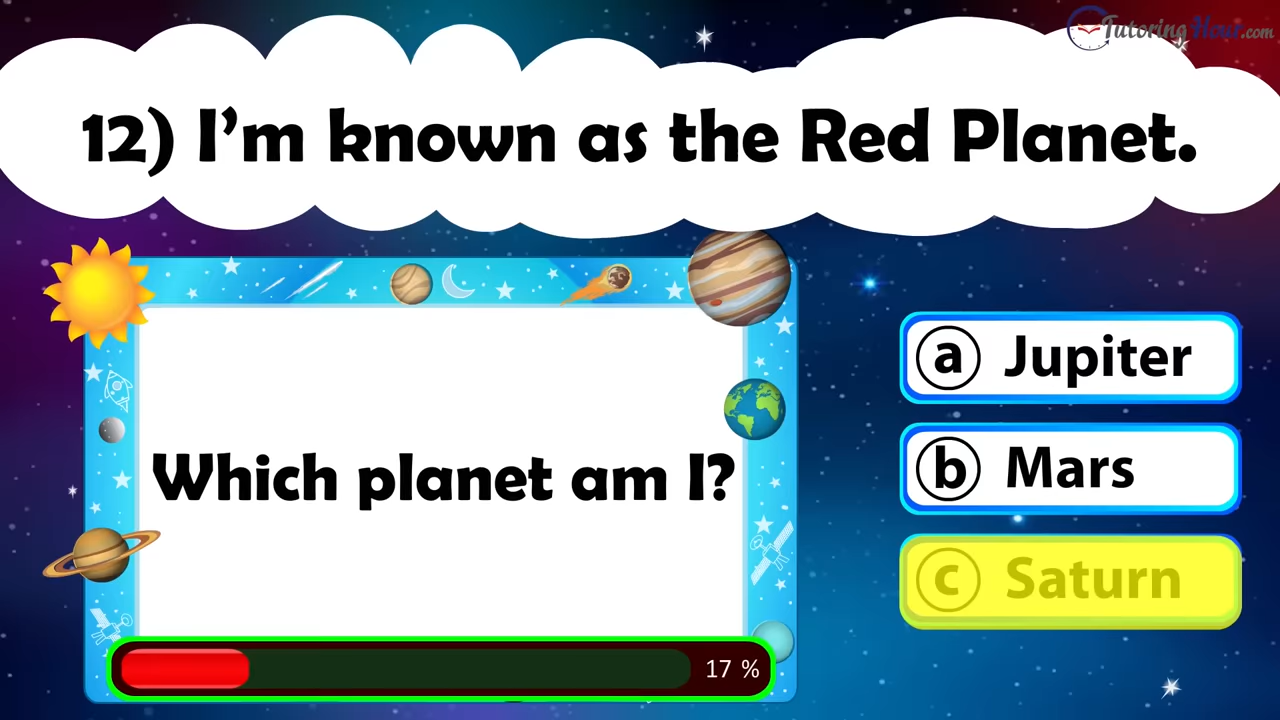 TutoringHour.com
12) I'm known as the Red Planet.
Which planet am I?
a Jupiter
b Mars
c Saturn
17 %